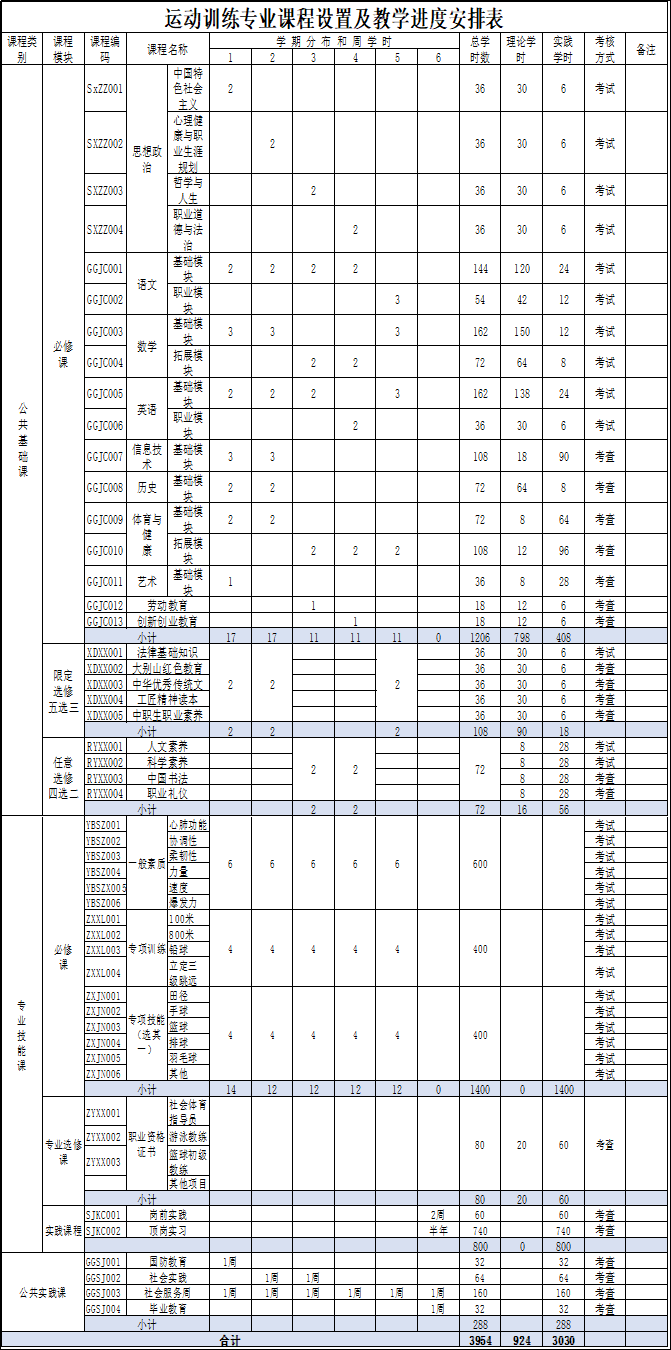 运动训练专业课程设置及教学进度安排表
课程类别 课程模块 课程编码 课程名称 学期分布和周学时 总学时数 理论学时 实践学时 考核方式 备注
1 2 3 4 5 6
公共基础课 必修课 SxZZ001 思想政治 中国特色社会主义 2 36 30 6 考试
SXZZ002 心理健康与职业生涯规划 2 36 30 6 考试
SXZZ003 哲学与人生 2 36 30 6 考试
SXZZ004 职业道德与法治 2 36 30 6 考试
GGJC001 语文 基础模块 2 2 2 2 144 120 24 考试
GGJC002 职业模块 3 54 42 12 考试
GGJC003 数学 基础模块 3 3 3 162 150 12 考试
GGJC004 拓展模块 2 2 72 64 8 考试
GGJC005 英语 基础模块 2 2 2 3 162 138 24 考试
GGJC006 职业模块 2 36 30 6 考试
GGJC007 信息技术 基础模块 3 3 108 18 90 考查
GGJC008 历史 基础模块 2 2 72 64 8 考查
GGJC009 体育与健康 基础模块 2 2 72 8 64 考查
GGJC010 拓展模块 2 2 2 108 12 96 考查
GGJC011 艺术 基础模块 1 36 8 28 考查
GGJC012 劳动教育 1 18 12 6 考查
GGJC013 创新创业教育 1 18 12 6 考查
小计 17 17 11 11 11 0 1206 798 408
限定选修五选三 XDXX001 法律基础知识 2 2 2 36 30 6 考试
XDXX002 大别山红色教育 36 30 6 考查
XDXX003 中华优秀传统文 36 30 6 考查
XDXX004 工匠精神读本 36 30 6 考查
XDXX005 中职生职业素养 36 30 6 考查
小计 2 2 2 108 90 18
任意选修四选二 RYXX001 人文素养 2 2 72 8 28 考试
RYXX002 科学素养 8 28 考试
RYXX003 中国书法 8 28 考查
RYXX004 职业礼仪 8 28 考查
小计 2 2 72 16 56
专业技能课 必修课 YBSZ001 一般素质 心肺功能 6 6 6 6 6 600 考试
YBSZ002 协调性 考试
YBSZ003 柔韧性 考试
YBSZ004 力量 考试
YBSZX005 速度 考试
YBSZ006 爆发力 考试
ZXXL001 专项训练 100米 4 4 4 4 4 400 考试
ZXXL002 800米 考试
ZXXL003 铅球 考试
ZXXL004 立定三级跳远 考试
ZXJN001 专项技能（选其一） 田径 4 4 4 4 4 400 考试
ZXJN002 手球 考试
ZXJN003 篮球 考试
ZXJN004 排球 考试
ZXJN005 羽毛球 考试
ZXJN006 其他 考试
小计 14 12 12 12 12 0 1400 0 1400
专业选修课 ZYXX001 职业资格证书 社会体育指导员 80 20 60 考查
ZYXX002 游泳教练
ZYXX003 篮球初级教练
其他项目
小计 80 20 60
实践课程 SJKC001 岗前实践 2周 60 60 考查
SJKC002 顶岗实习 半年 740 740 考查
800 0 800
公共实践课 GGSJ001 国防教育 1周 32 32 考查
GGSJ002 社会实践 1周 1周 64 64 考查
GGSJ003 社会服务周 1周 1周 1周 1周 1周 1周 160 160 考查
GGSJ004 毕业教育 1周 32 32 考查
小计 288 288
合计 3954 924 3030